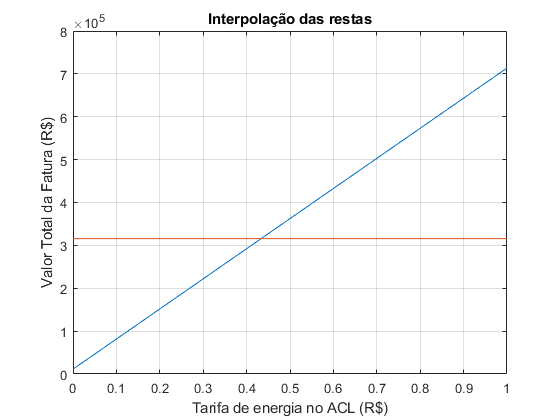 Interpolação das restas
×10⁵
8
7
6
5
4
3
2
1
0
Valor Total da Fatura (R$)
0 0.1 0.2 0.3 0.4 0.5 0.6 0.7 0.8 0.9 1
Tarifa de energia no ACL (R$)